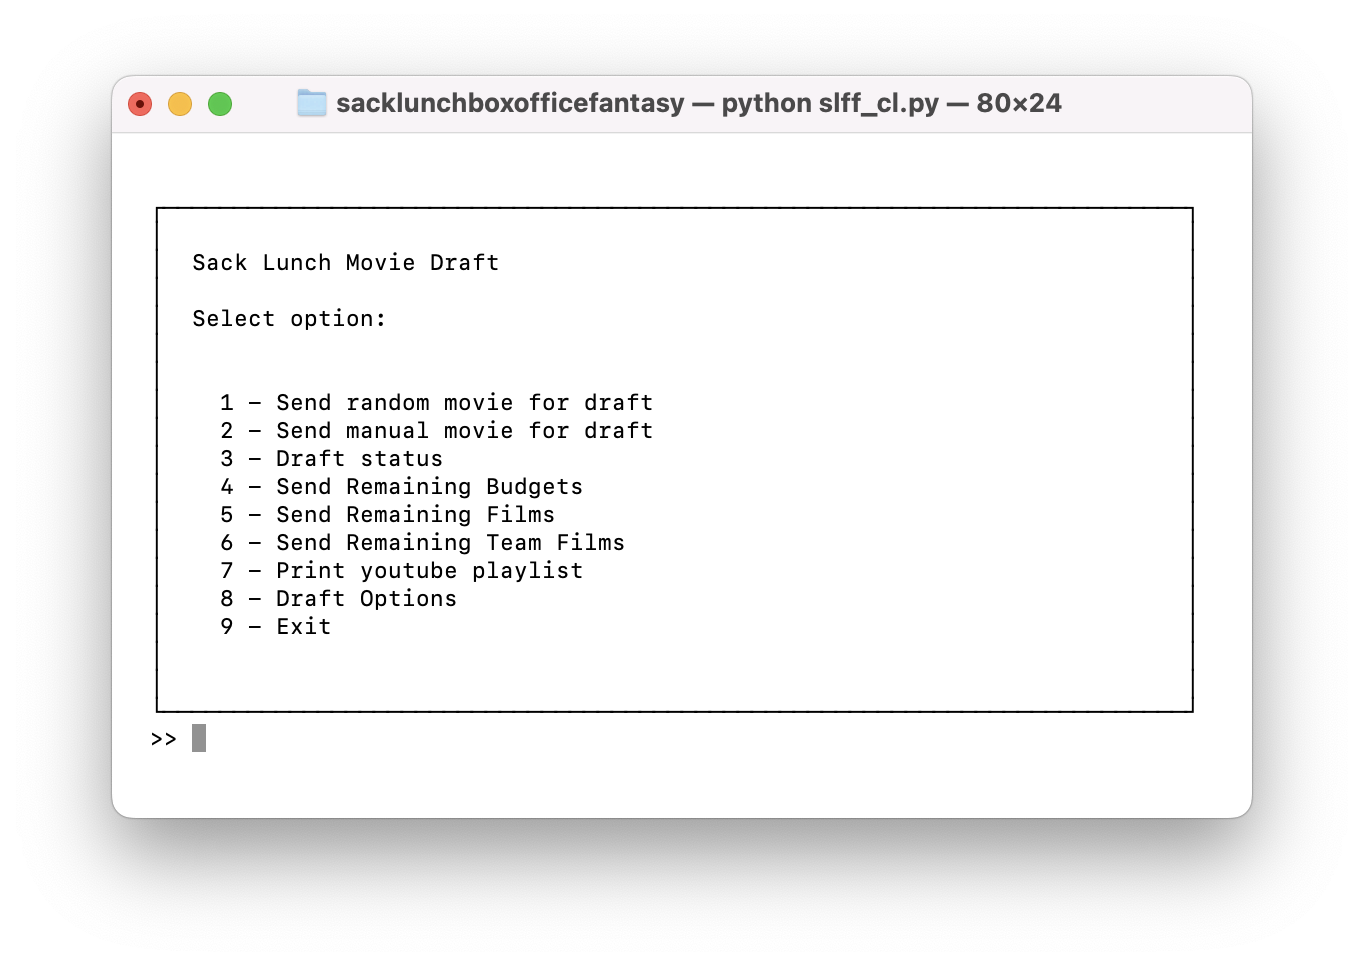 sacklunchboxofficefantasy — python slff_cl.py — 80×24
Sack Lunch Movie Draft
Select option:
1 – Send random movie for draft
2 – Send manual movie for draft
3 – Draft status
4 – Send Remaining Budgets
5 – Send Remaining Films
6 – Send Remaining Team Films
7 – Print youtube playlist
8 – Draft Options
9 – Exit
>>